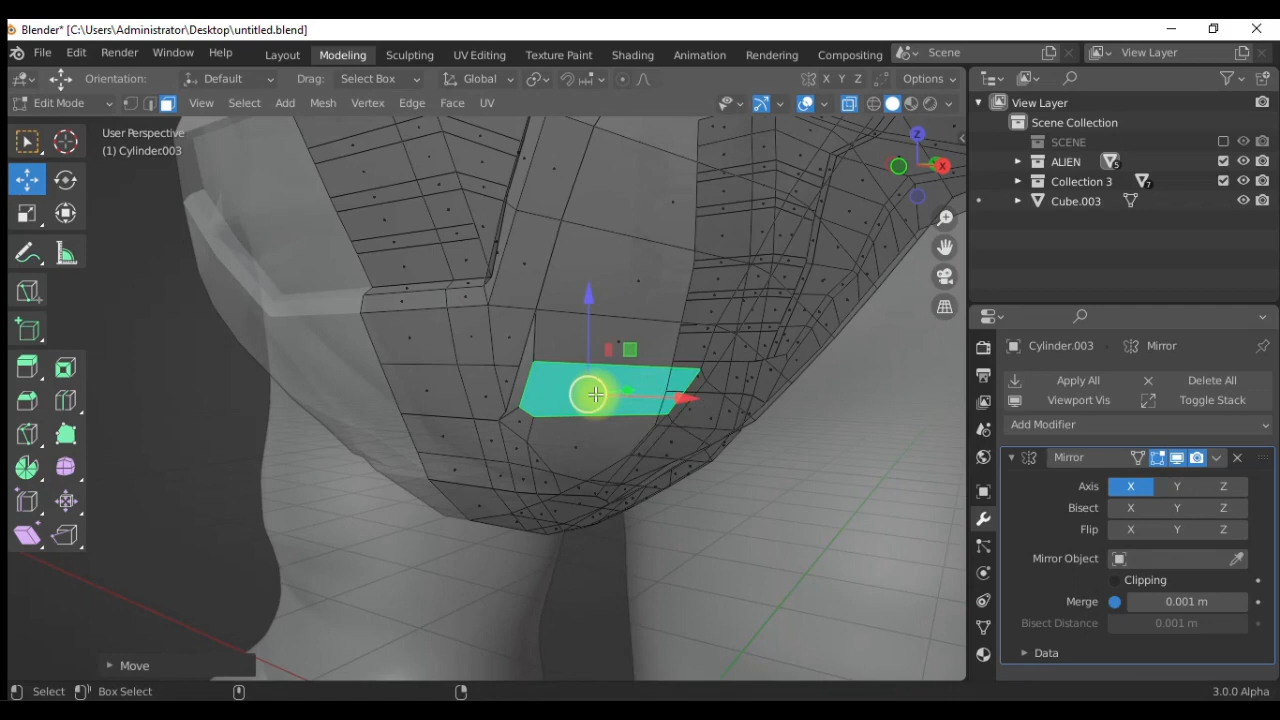 Blender* [C:\Users\Administrator\Desktop\untitled.blend]
File Edit Render Window Help Layout Modeling Sculpting UV Editing Texture Paint Shading Animation Rendering Compositing Scene View Layer
Orientation: Default Drag: Select Box Global X Y Z Options
Edit Mode View Select Add Mesh Vertex Edge Face UV
View Layer
Scene Collection
SCENE
ALIEN 5
Collection 3 7
Cube.003
User Perspective
(1) Cylinder.003
Z
X
Cylinder.003 Mirror
Apply All Delete All
Viewport Vis Toggle Stack
Add Modifier
Mirror
Axis X Y Z
Bisect X Y Z
Flip X Y Z
Mirror Object
Clipping
Merge 0.001 m
Bisect Distance 0.001 m
Data
Move
Select Box Select 3.0.0 Alpha